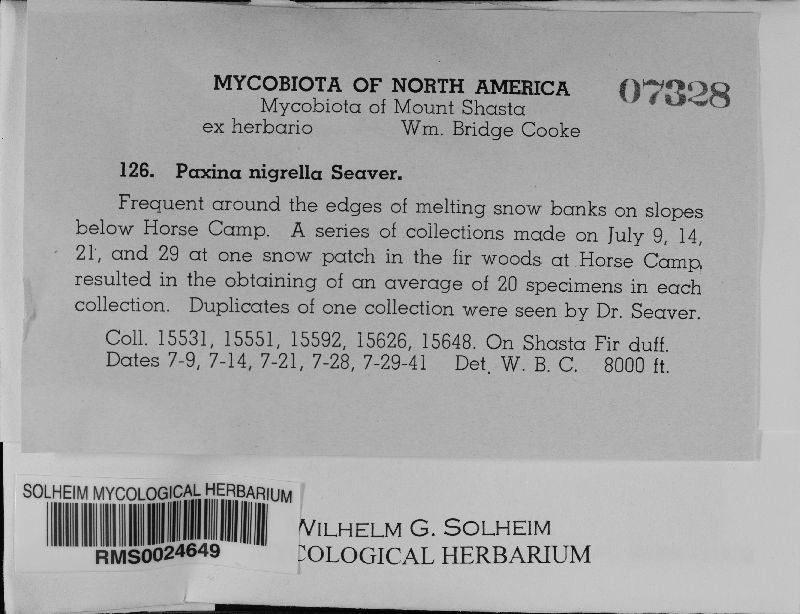 MYCOBIOTA OF NORTH AMERICA
07328
Mycobiota of Mount Shasta
ex herbario Wm. Bridge Cooke
126. Paxina nigrella Seaver.
Frequent around the edges of melting snow banks on slopes
below Horse Camp. A series of collections made on July 9, 14,
21, and 29 at one snow patch in the fir woods at Horse Camp,
resulted in the obtaining of an average of 20 specimens in each
collection. Duplicates of one collection were seen by Dr. Seaver.
Coll. 15531, 15551, 15592, 15626, 15648. On Shasta Fir duff.
Dates 7-9, 7-14, 7-21, 7-28, 7-29-41 Det. W. B. C. 8000 ft.
SOLHEIM MYCOLOGICAL HERBARIUM
RMS0024649
WILHELM G. SOLHEIM
COLOGICAL HERBARIUM